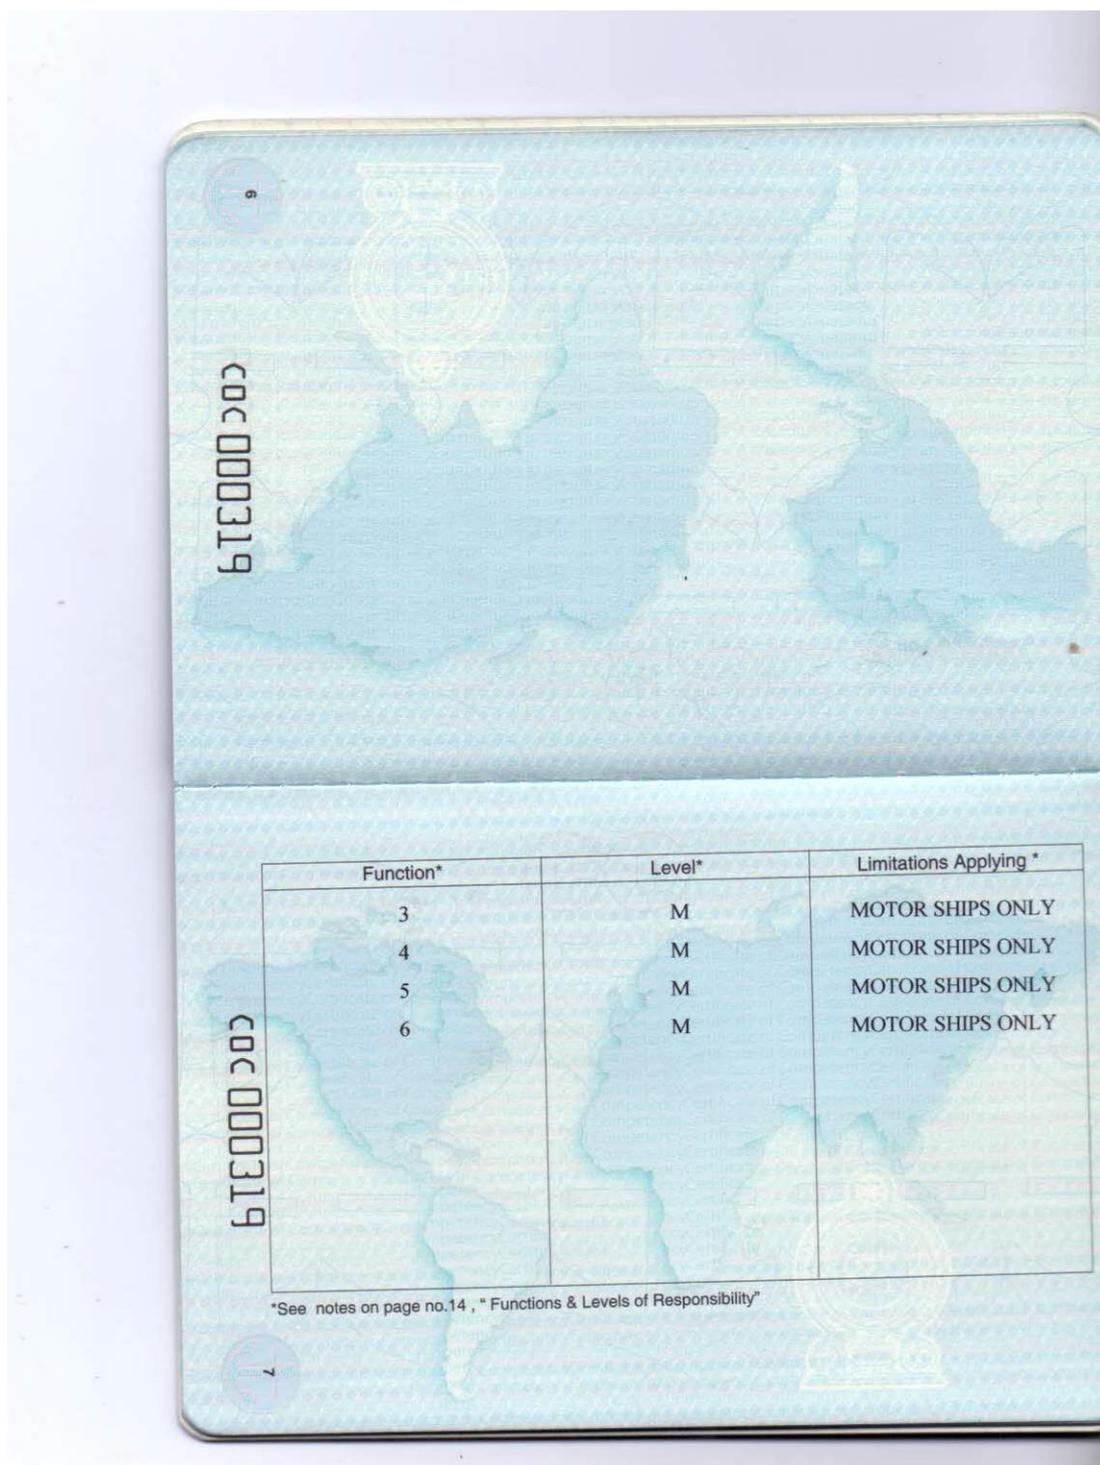 6
COC 000319
Function* Level* Limitations Applying *
3 M MOTOR SHIPS ONLY
4 M MOTOR SHIPS ONLY
5 M MOTOR SHIPS ONLY
6 M MOTOR SHIPS ONLY
COC 000319
*See notes on page no.14 , “ Functions & Levels of Responsibility”
7